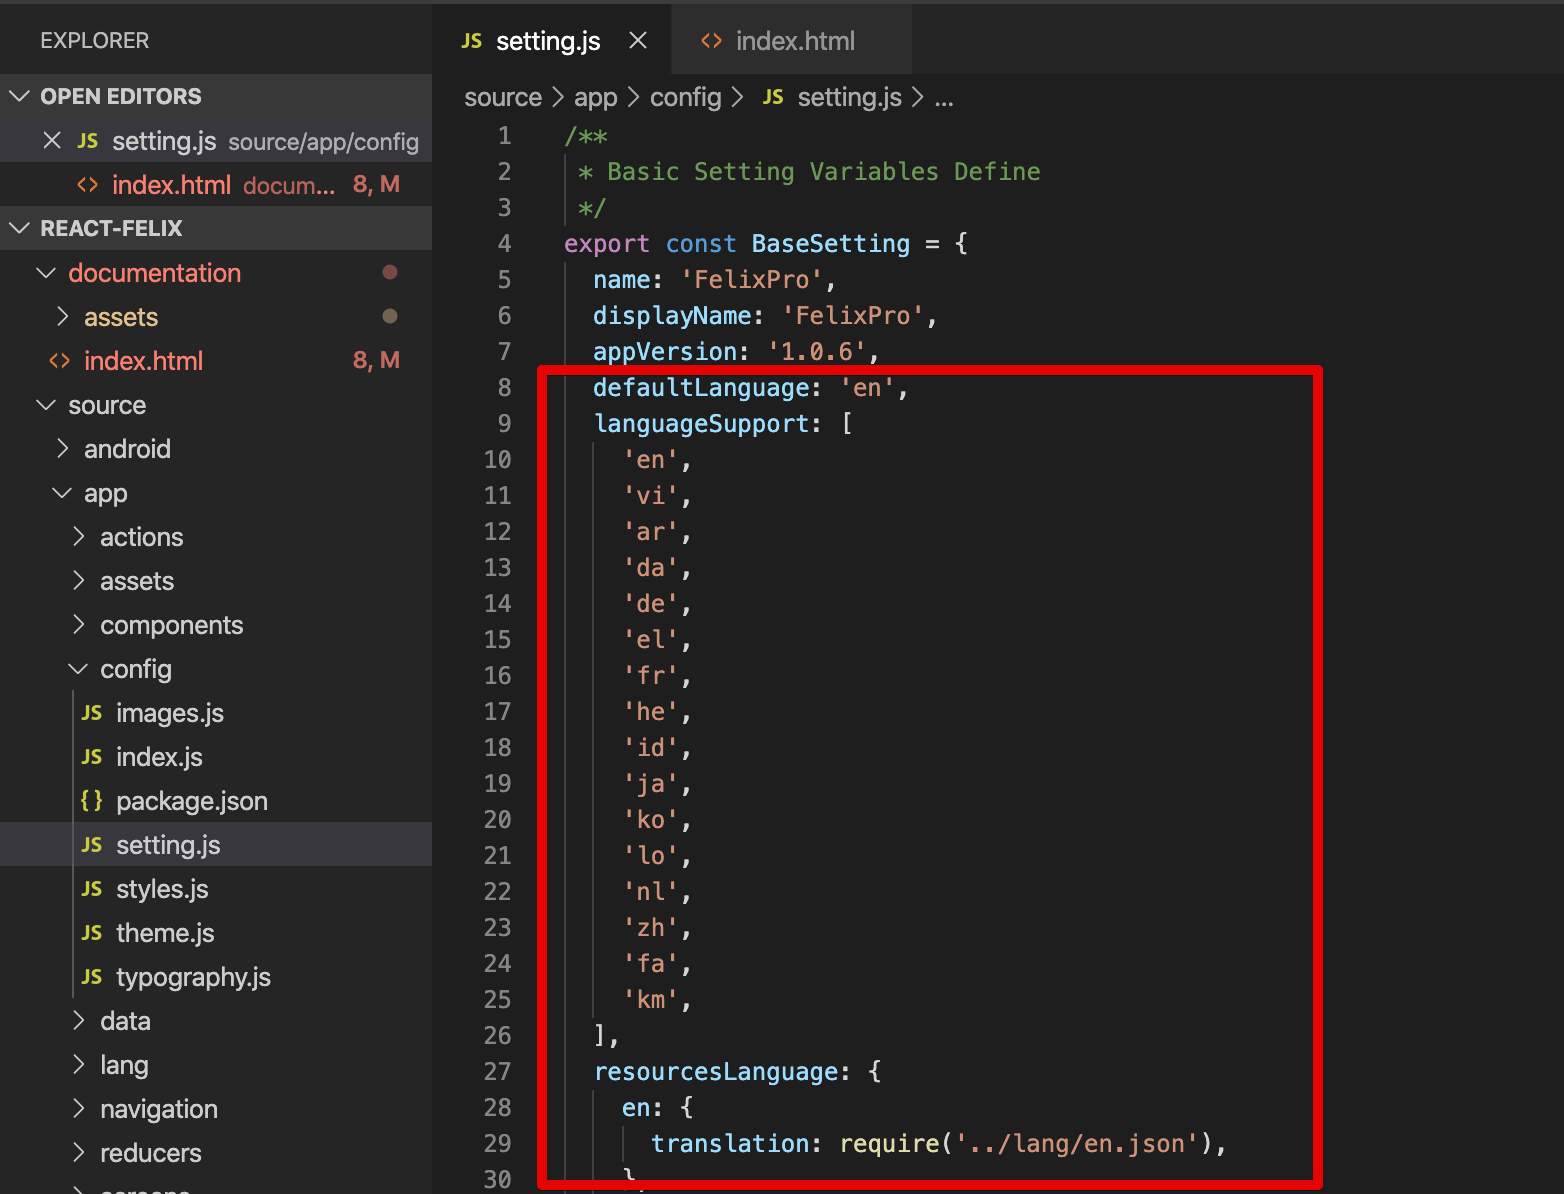 EXPLORER
OPEN EDITORS
JS setting.js source/app/config
<> index.html docum... 8, M
REACT-FELIX
documentation
assets
<> index.html 8, M
source
android
app
actions
assets
components
config
JS images.js
JS index.js
{} package.json
JS setting.js
JS styles.js
JS theme.js
JS typography.js
data
lang
navigation
reducers
JS setting.js
<> index.html
source > app > config > JS setting.js > ...
1 /**
2 * Basic Setting Variables Define
3 */
4 export const BaseSetting = {
5 name: 'FelixPro',
6 displayName: 'FelixPro',
7 appVersion: '1.0.6',
8 defaultLanguage: 'en',
9 languageSupport: [
10 'en',
11 'vi',
12 'ar',
13 'da',
14 'de',
15 'el',
16 'fr',
17 'he',
18 'id',
19 'ja',
20 'ko',
21 'lo',
22 'nl',
23 'zh',
24 'fa',
25 'km',
26 ],
27 resourcesLanguage: {
28 en: {
29 translation: require('../lang/en.json'),
30 },